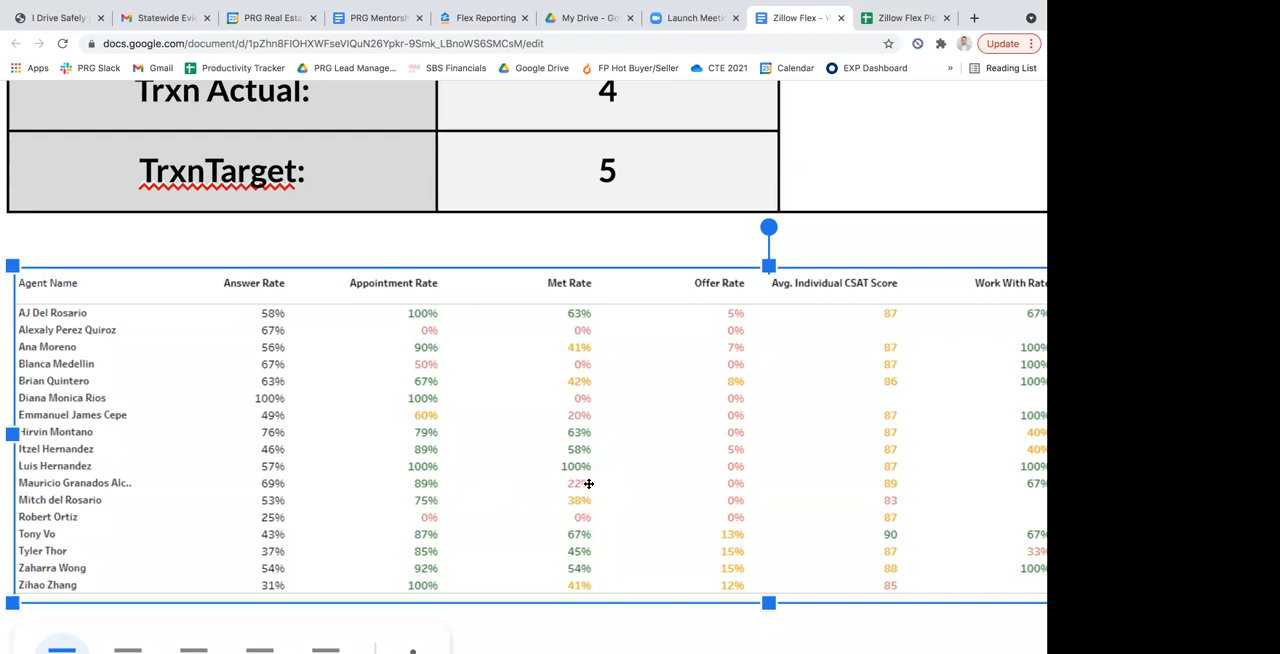 I Drive Safely
Statewide Evi
PRG Real Esta
PRG Mentorsh
Flex Reporting
My Drive - Go
Launch Meeti
Zillow Flex - W
Zillow Flex Pip
docs.google.com/document/d/1pZhn8FIOHXWFseVlQuN26Ypkr-9Smk_LBnoWS6SMCsM/edit
Update
Apps PRG Slack Gmail Productivity Tracker PRG Lead Manage... SBS Financials Google Drive FP Hot Buyer/Seller CTE 2021 Calendar EXP Dashboard » Reading List
Trxn Actual: 4
TrxnTarget: 5
Agent Name Answer Rate Appointment Rate Met Rate Offer Rate Avg. Individual CSAT Score Work With Rate
AJ Del Rosario 58% 100% 63% 5% 87 67%
Alexaly Perez Quiroz 67% 0% 0% 0%
Ana Moreno 56% 90% 41% 7% 87 100%
Blanca Medellin 67% 50% 0% 0% 87 100%
Brian Quintero 63% 67% 42% 8% 86 100%
Diana Monica Rios 100% 100% 0% 0%
Emmanuel James Cepe 49% 60% 20% 0% 87 100%
Hirvin Montano 76% 79% 63% 0% 87 40%
Itzel Hernandez 46% 89% 58% 5% 87 40%
Luis Hernandez 57% 100% 100% 0% 87 100%
Mauricio Granados Alc.. 69% 89% 22% 0% 89 67%
Mitch del Rosario 53% 75% 38% 0% 83
Robert Ortiz 25% 0% 0% 0% 87
Tony Vo 43% 87% 67% 13% 90 67%
Tyler Thor 37% 85% 45% 15% 87 33%
Zaharra Wong 54% 92% 54% 15% 88 100%
Zihao Zhang 31% 100% 41% 12% 85